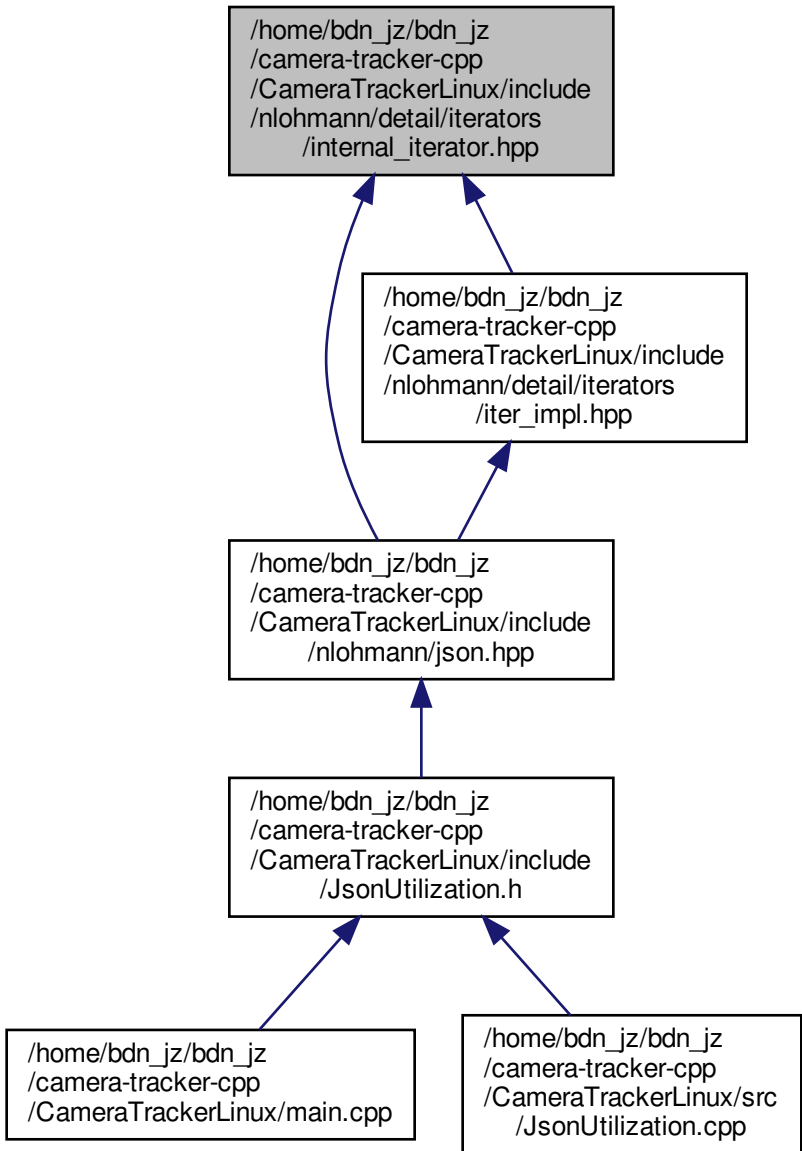 /home/bdn_jz/bdn_jz
/camera-tracker-cpp
/CameraTrackerLinux/include
/nlohmann/detail/iterators
/internal_iterator.hpp
/home/bdn_jz/bdn_jz
/camera-tracker-cpp
/CameraTrackerLinux/include
/nlohmann/detail/iterators
/iter_impl.hpp
/home/bdn_jz/bdn_jz
/camera-tracker-cpp
/CameraTrackerLinux/include
/nlohmann/json.hpp
/home/bdn_jz/bdn_jz
/camera-tracker-cpp
/CameraTrackerLinux/include
/JsonUtilization.h
/home/bdn_jz/bdn_jz
/camera-tracker-cpp
/CameraTrackerLinux/main.cpp
/home/bdn_jz/bdn_jz
/camera-tracker-cpp
/CameraTrackerLinux/src
/JsonUtilization.cpp